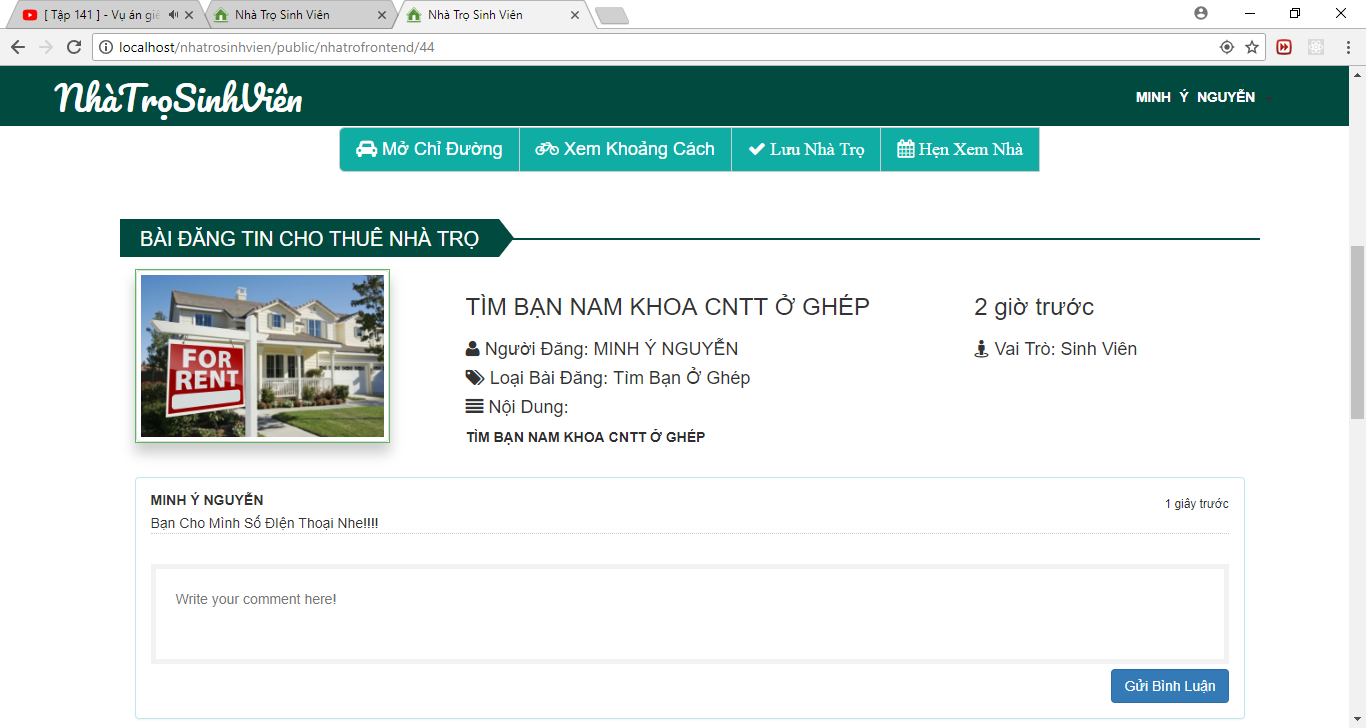 [ Tập 141 ] - Vụ án giế
Nhà Trọ Sinh Viên
Nhà Trọ Sinh Viên
localhost/nhatrosinhvien/public/nhatrofrontend/44
NhàTrọSinhViên
MINH Ý NGUYỄN
Mở Chỉ Đường
Xem Khoảng Cách
Lưu Nhà Trọ
Hẹn Xem Nhà
BÀI ĐĂNG TIN CHO THUÊ NHÀ TRỌ
FOR
RENT
TÌM BẠN NAM KHOA CNTT Ở GHÉP
2 giờ trước
Người Đăng: MINH Ý NGUYỄN
Vai Trò: Sinh Viên
Loại Bài Đăng: Tìm Bạn Ở Ghép
Nội Dung:
TÌM BẠN NAM KHOA CNTT Ở GHÉP
MINH Ý NGUYỄN
1 giây trước
Bạn Cho Mình Số ĐIện Thoại Nhe!!!!
Write your comment here!
Gửi Bình Luận